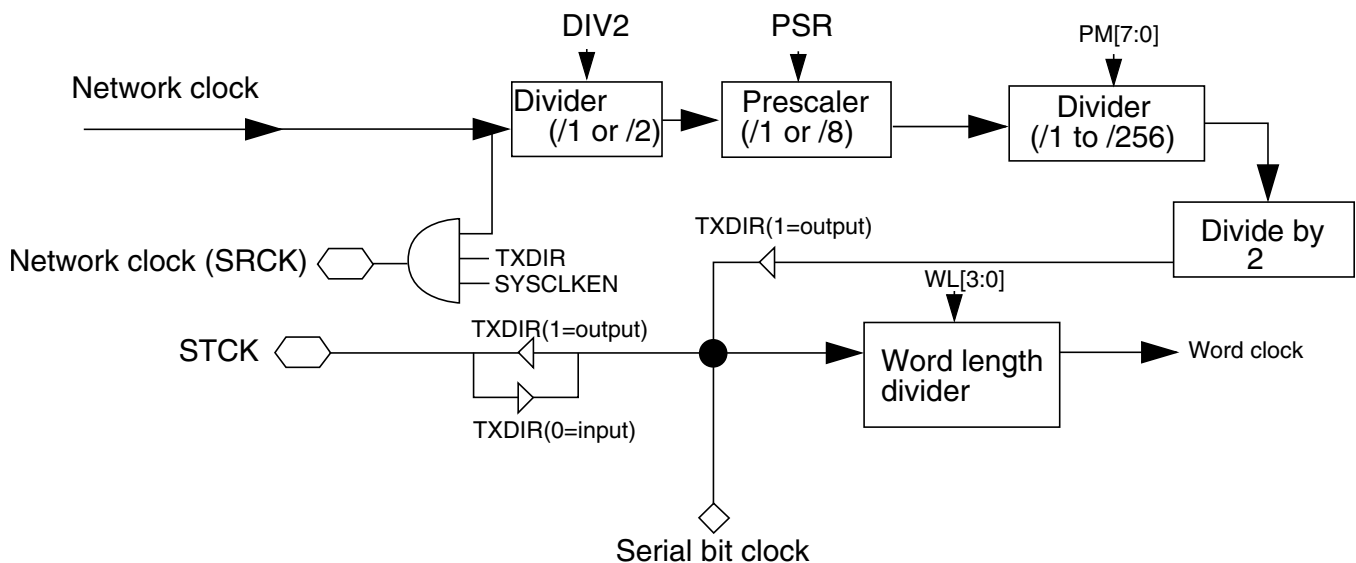 DIV2
PSR
PM[7:0]
Network clock
Divider
(/1 or /2)
Prescaler
(/1 or /8)
Divider
(/1 to /256)
TXDIR(1=output)
Divide by
2
Network clock (SRCK)
TXDIR
SYSCLKEN
WL[3:0]
TXDIR(1=output)
STCK
Word length
divider
Word clock
TXDIR(0=input)
Serial bit clock